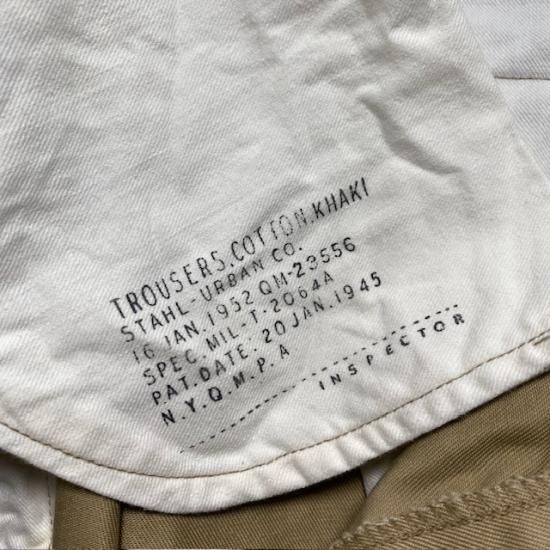 TROUSERS, COTTON, KHAKI
STAHL-URBAN CO.
16 JAN. 1952 QM-23556
SPEC. MIL-T-2064A
PAT. DATE: 20 JAN. 1945
N.Y.Q.M.P.A
INSPECTOR